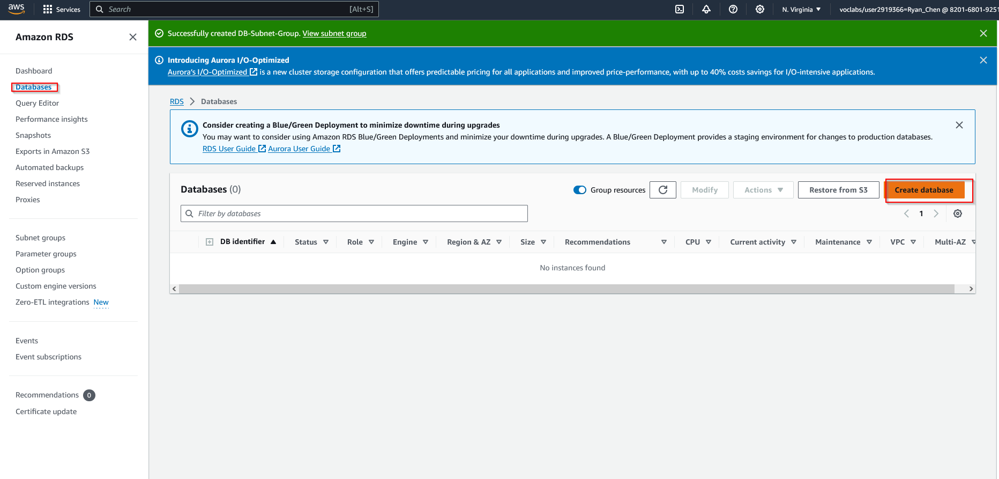 aws
Services
Search
[Alt+S]
N. Virginia
voclabs/user2919366=Ryan_Chen @ 8201-6801-9251
Amazon RDS
Dashboard
Databases
Query Editor
Performance insights
Snapshots
Exports in Amazon S3
Automated backups
Reserved instances
Proxies
Subnet groups
Parameter groups
Option groups
Custom engine versions
Zero-ETL integrations New
Events
Event subscriptions
Recommendations 0
Certificate update
Successfully created DB-Subnet-Group. View subnet group
Introducing Aurora I/O-Optimized
Aurora's I/O-Optimized is a new cluster storage configuration that offers predictable pricing for all applications and improved price-performance, with up to 40% costs savings for I/O-intensive applications.
RDS > Databases
Consider creating a Blue/Green Deployment to minimize downtime during upgrades
You may want to consider using Amazon RDS Blue/Green Deployments and minimize your downtime during upgrades. A Blue/Green Deployment provides a staging environment for changes to production databases.
RDS User Guide Aurora User Guide
Databases (0)
Group resources
Modify
Actions
Restore from S3
Create database
Filter by databases
1
DB identifier
Status
Role
Engine
Region & AZ
Size
Recommendations
CPU
Current activity
Maintenance
VPC
Multi-AZ
No instances found